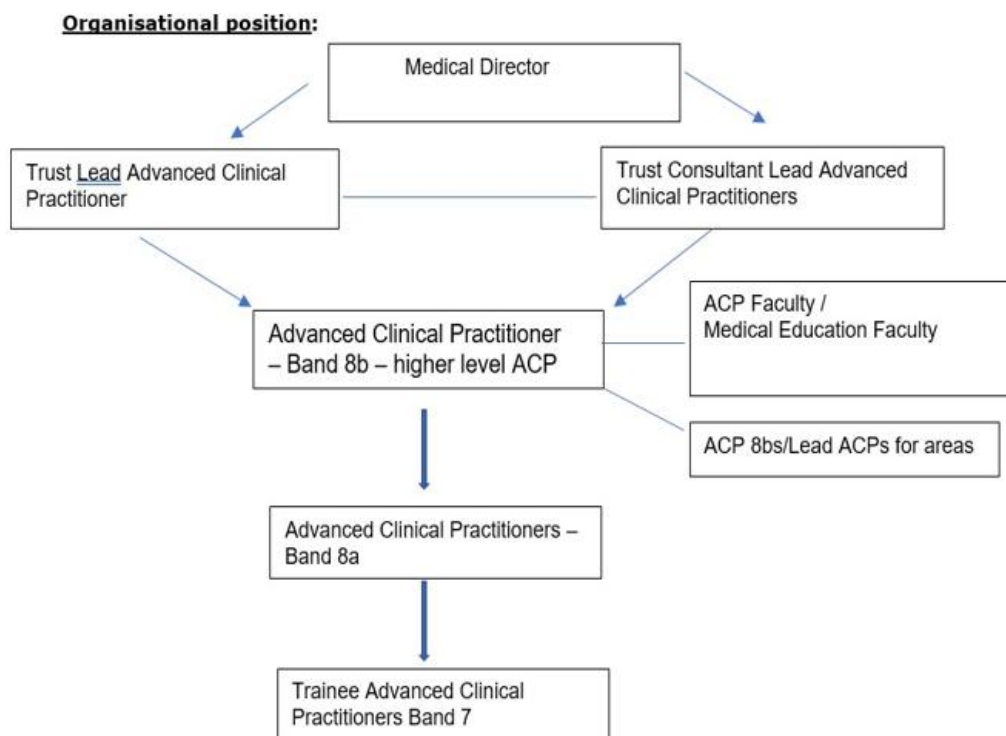 Organisational position:
Medical Director
Trust Lead Advanced Clinical
Practitioner
Trust Consultant Lead Advanced
Clinical Practitioners
Advanced Clinical Practitioner
– Band 8b – higher level ACP
ACP Faculty /
Medical Education Faculty
ACP 8bs/Lead ACPs for areas
Advanced Clinical Practitioners –
Band 8a
Trainee Advanced Clinical
Practitioners Band 7